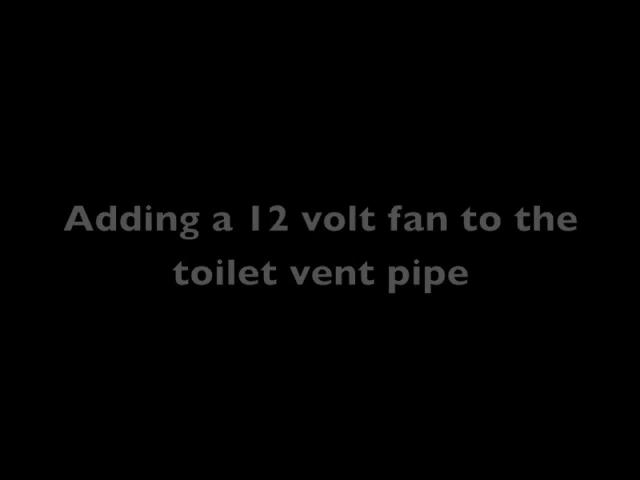 Adding a 12 volt fan to the
toilet vent pipe